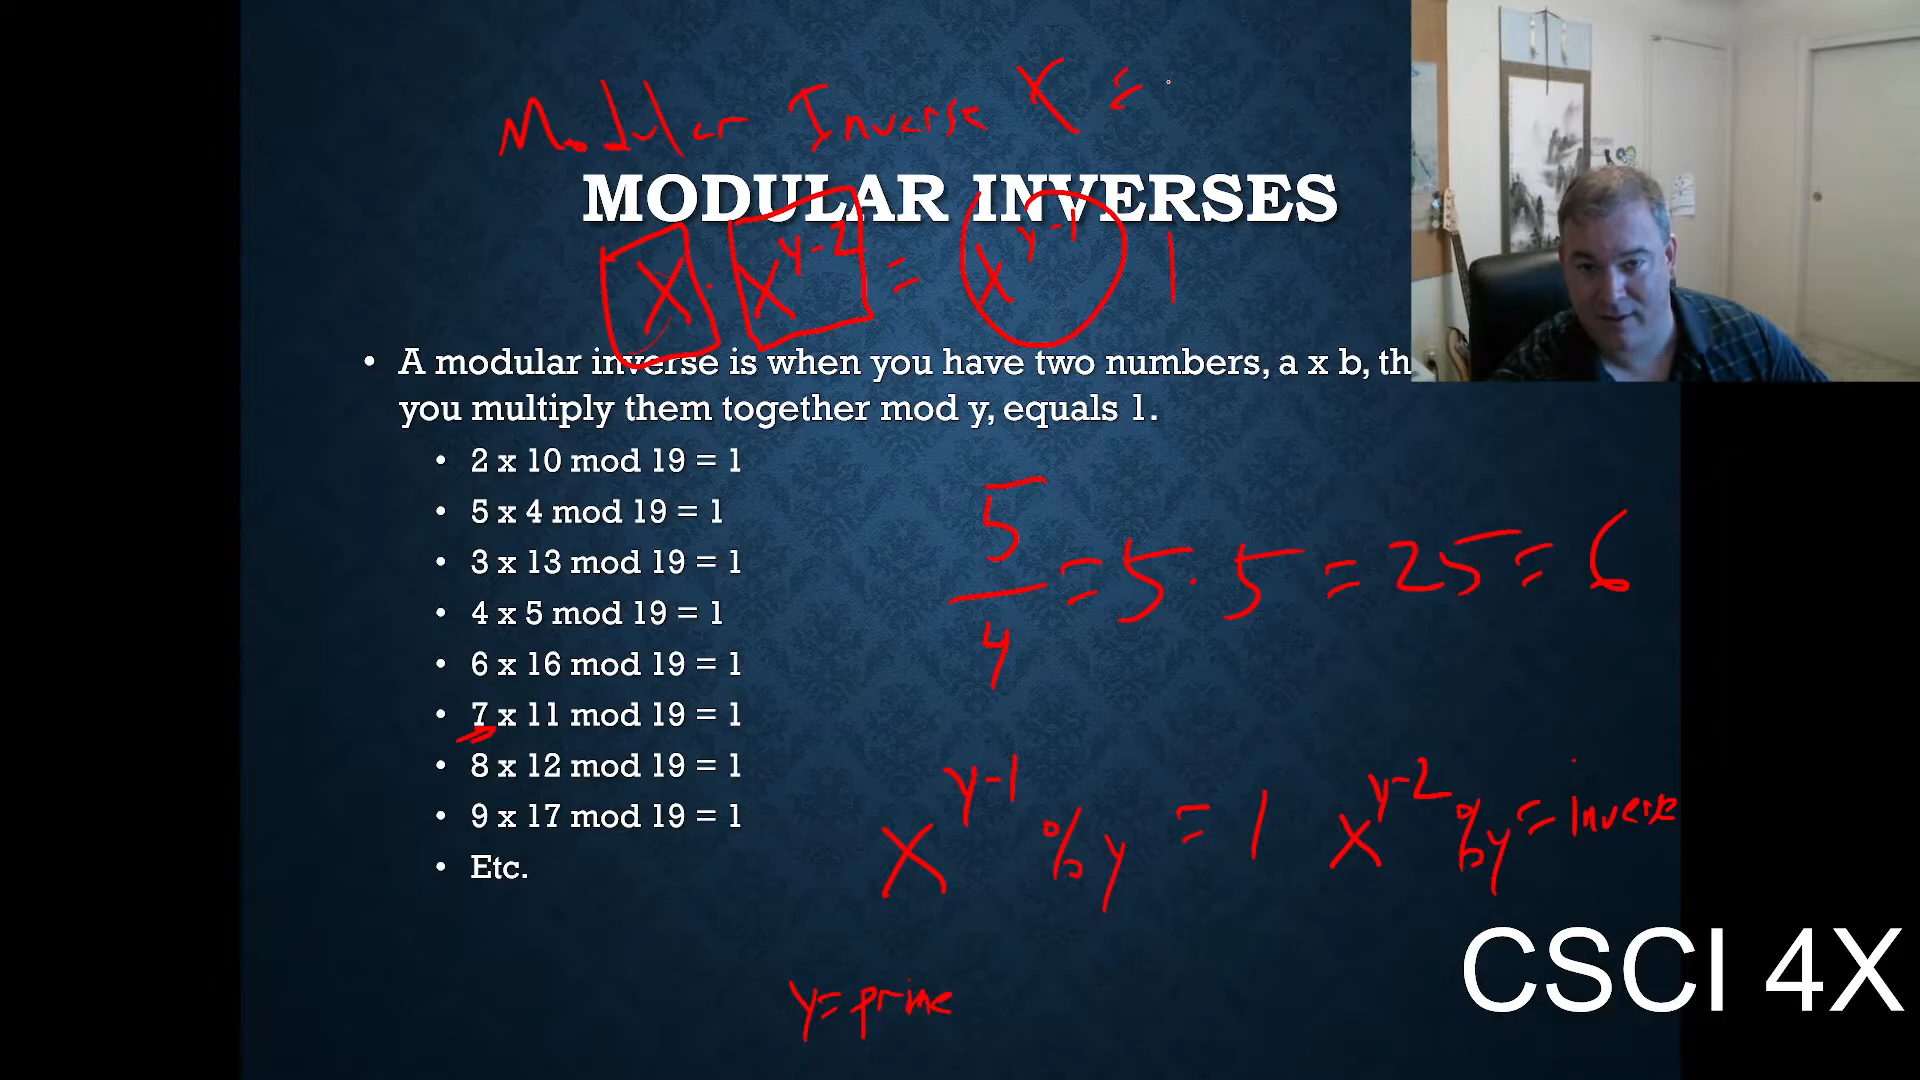 Modular Inverse X =
MODULAR INVERSES
X · X^y-2 = X^y-1 1
• A modular inverse is when you have two numbers, a x b, th
you multiply them together mod y, equals 1.
• 2 x 10 mod 19 = 1
• 5 x 4 mod 19 = 1
• 3 x 13 mod 19 = 1
• 4 x 5 mod 19 = 1
• 6 x 16 mod 19 = 1
• 7 x 11 mod 19 = 1
• 8 x 12 mod 19 = 1
• 9 x 17 mod 19 = 1
• Etc.
5/4 = 5 · 5 = 25 = 6
X^y-1 % y = 1 X^y-2 % y = inverse
y = prime
CSCI 4X